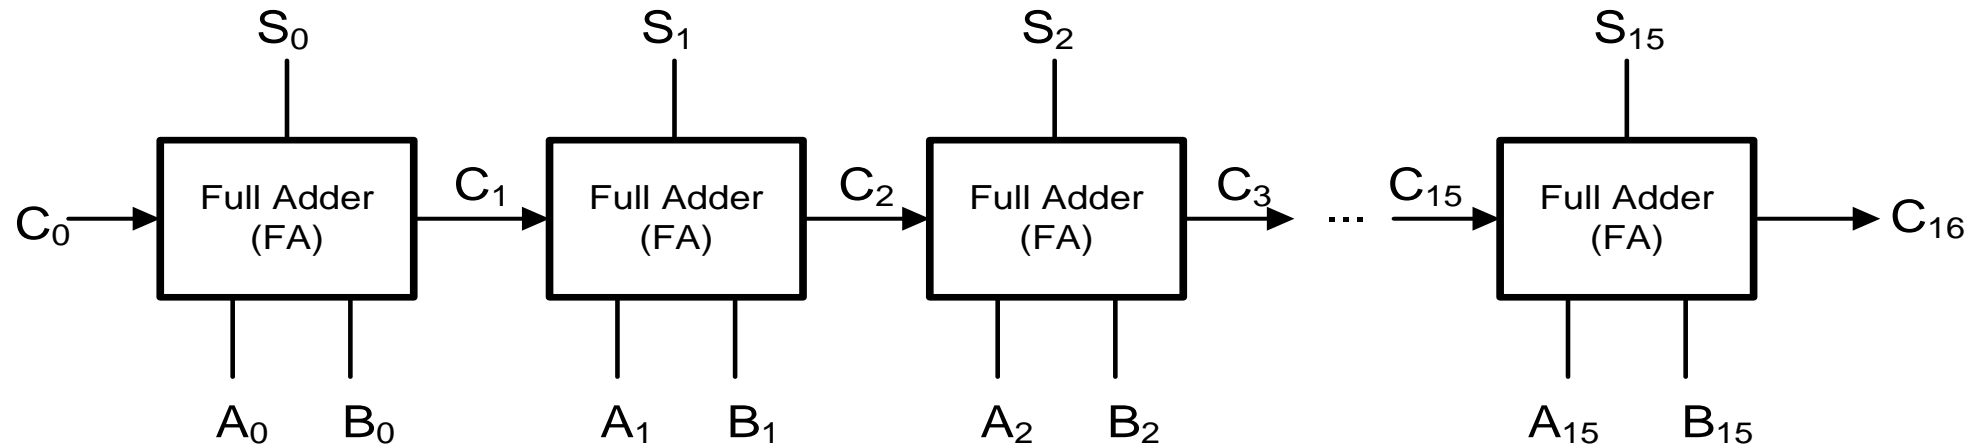 S0 S1 S2 S15
C0 Full Adder (FA) C1 Full Adder (FA) C2 Full Adder (FA) C3 ... C15 Full Adder (FA) C16
A0 B0 A1 B1 A2 B2 A15 B15